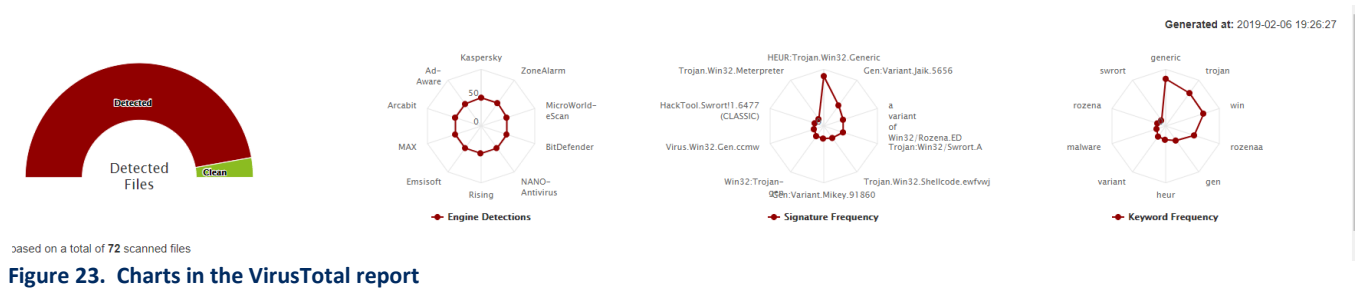 Generated at: 2019-02-06 19:26:27
Detected
Detected
Files
Clean
based on a total of 72 scanned files
Kaspersky
ZoneAlarm
MicroWorld-
eScan
BitDefender
NANO-
Antivirus
Rising
Emsisoft
MAX
Arcabit
Ad-
Aware
50
0
Engine Detections
HEUR:Trojan.Win32.Generic
Gen:Variant.Jaik.5656
a
variant
of
Win32/Rozena.ED
Trojan:Win32/Swrort.A
Trojan.Win32.Shellcode.ewfvwj
Gen:Variant.Mikey.91860
Win32:Trojan-
gen
Virus.Win32.Gen.ccmw
HackTool.Swrort!1.6477
(CLASSIC)
Trojan.Win32.Meterpreter
Signature Frequency
generic
trojan
win
rozenaa
gen
heur
variant
malware
rozena
swrort
Keyword Frequency
Figure 23. Charts in the VirusTotal report